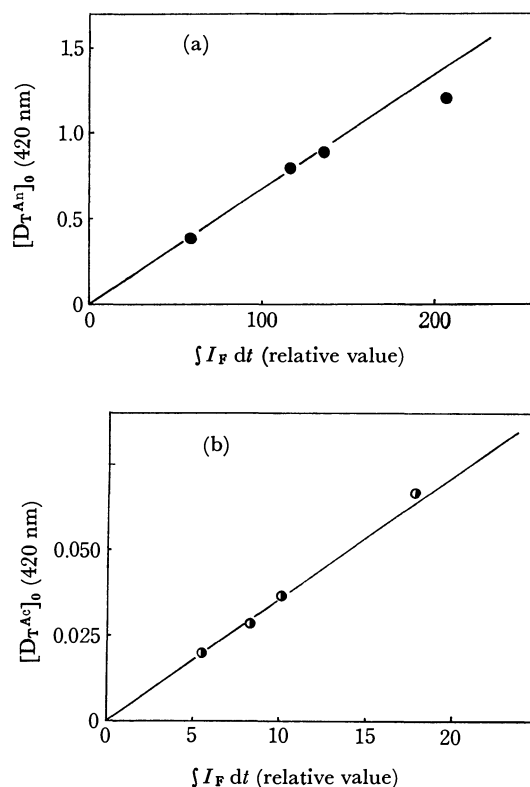 (a)
1.5
1.0
0.5
0
[D_T^An]_0 (420 nm)
0 100 200
∫ I_F dt (relative value)
(b)
0.050
0.025
0
[D_T^Ac]_0 (420 nm)
0 5 10 15 20
∫ I_F dt (relative value)